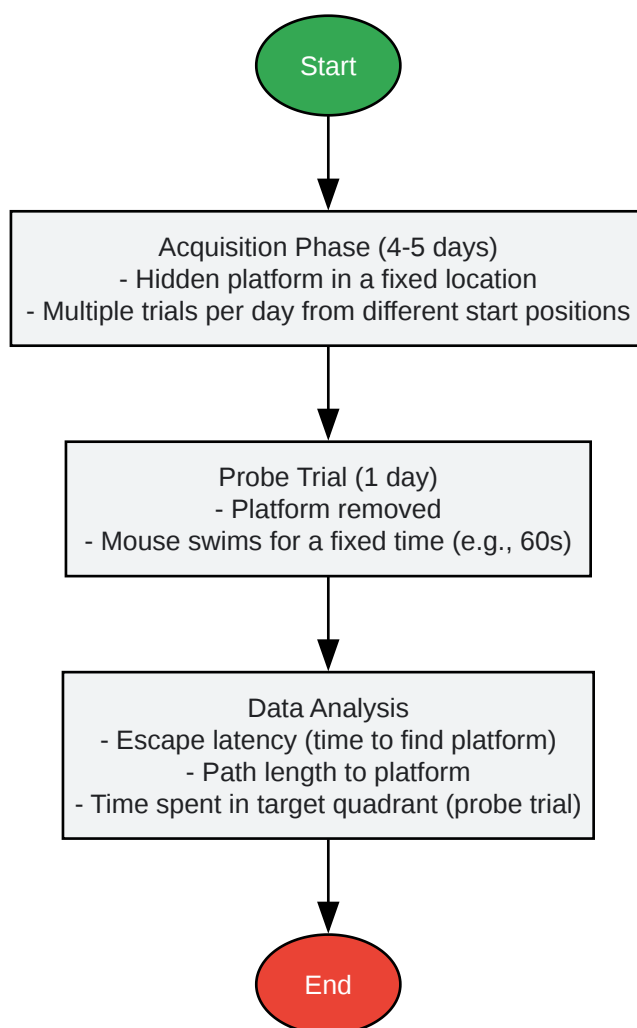 Start
Acquisition Phase (4-5 days)
- Hidden platform in a fixed location
- Multiple trials per day from different start positions
Probe Trial (1 day)
- Platform removed
- Mouse swims for a fixed time (e.g., 60s)
Data Analysis
- Escape latency (time to find platform)
- Path length to platform
- Time spent in target quadrant (probe trial)
End